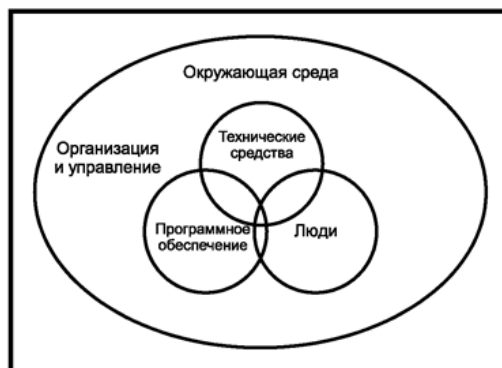 Окружающая среда
Технические
средства
Организация
и управление
Программное
обеспечение
Люди